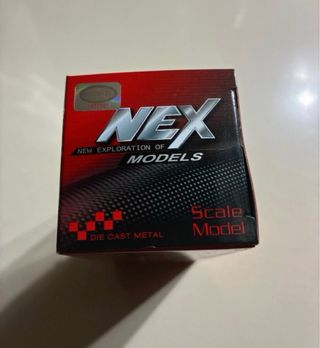 NEX
NEW EXPLORATION OF
MODELS
Scale
Model
DIE CAST METAL